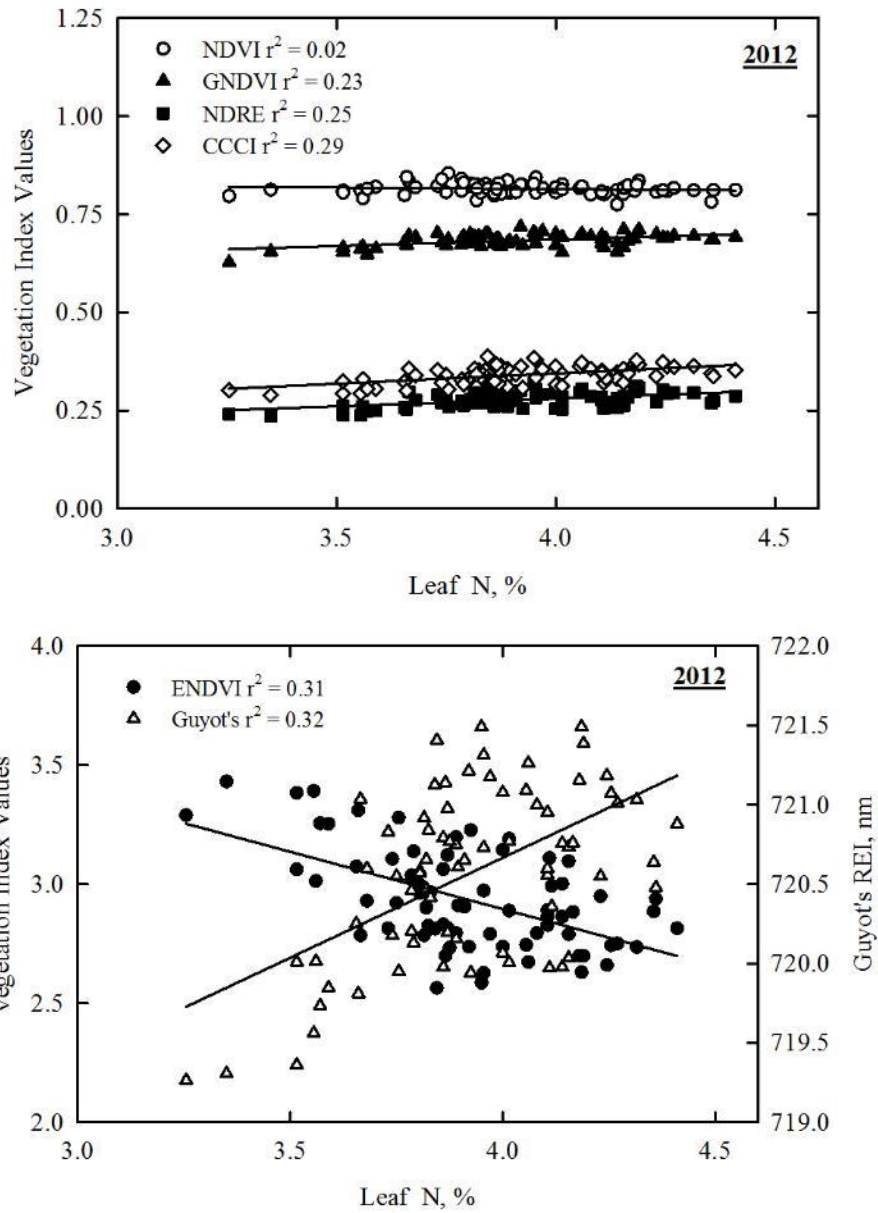 1.25
NDVI r² = 0.02
2012
GNDVI r² = 0.23
1.00
NDRE r² = 0.25
CCCI r² = 0.29
0.75
Vegetation Index Values
0.50
0.25
0.00
3.0 3.5 4.0 4.5
Leaf N, %
4.0 722.0
ENDVI r² = 0.31
2012
Guyot's r² = 0.32
721.5
3.5
721.0
Vegetation Index Values
3.0 720.5
Guyot's REI, nm
720.0
2.5
719.5
2.0 719.0
3.0 3.5 4.0 4.5
Leaf N, %